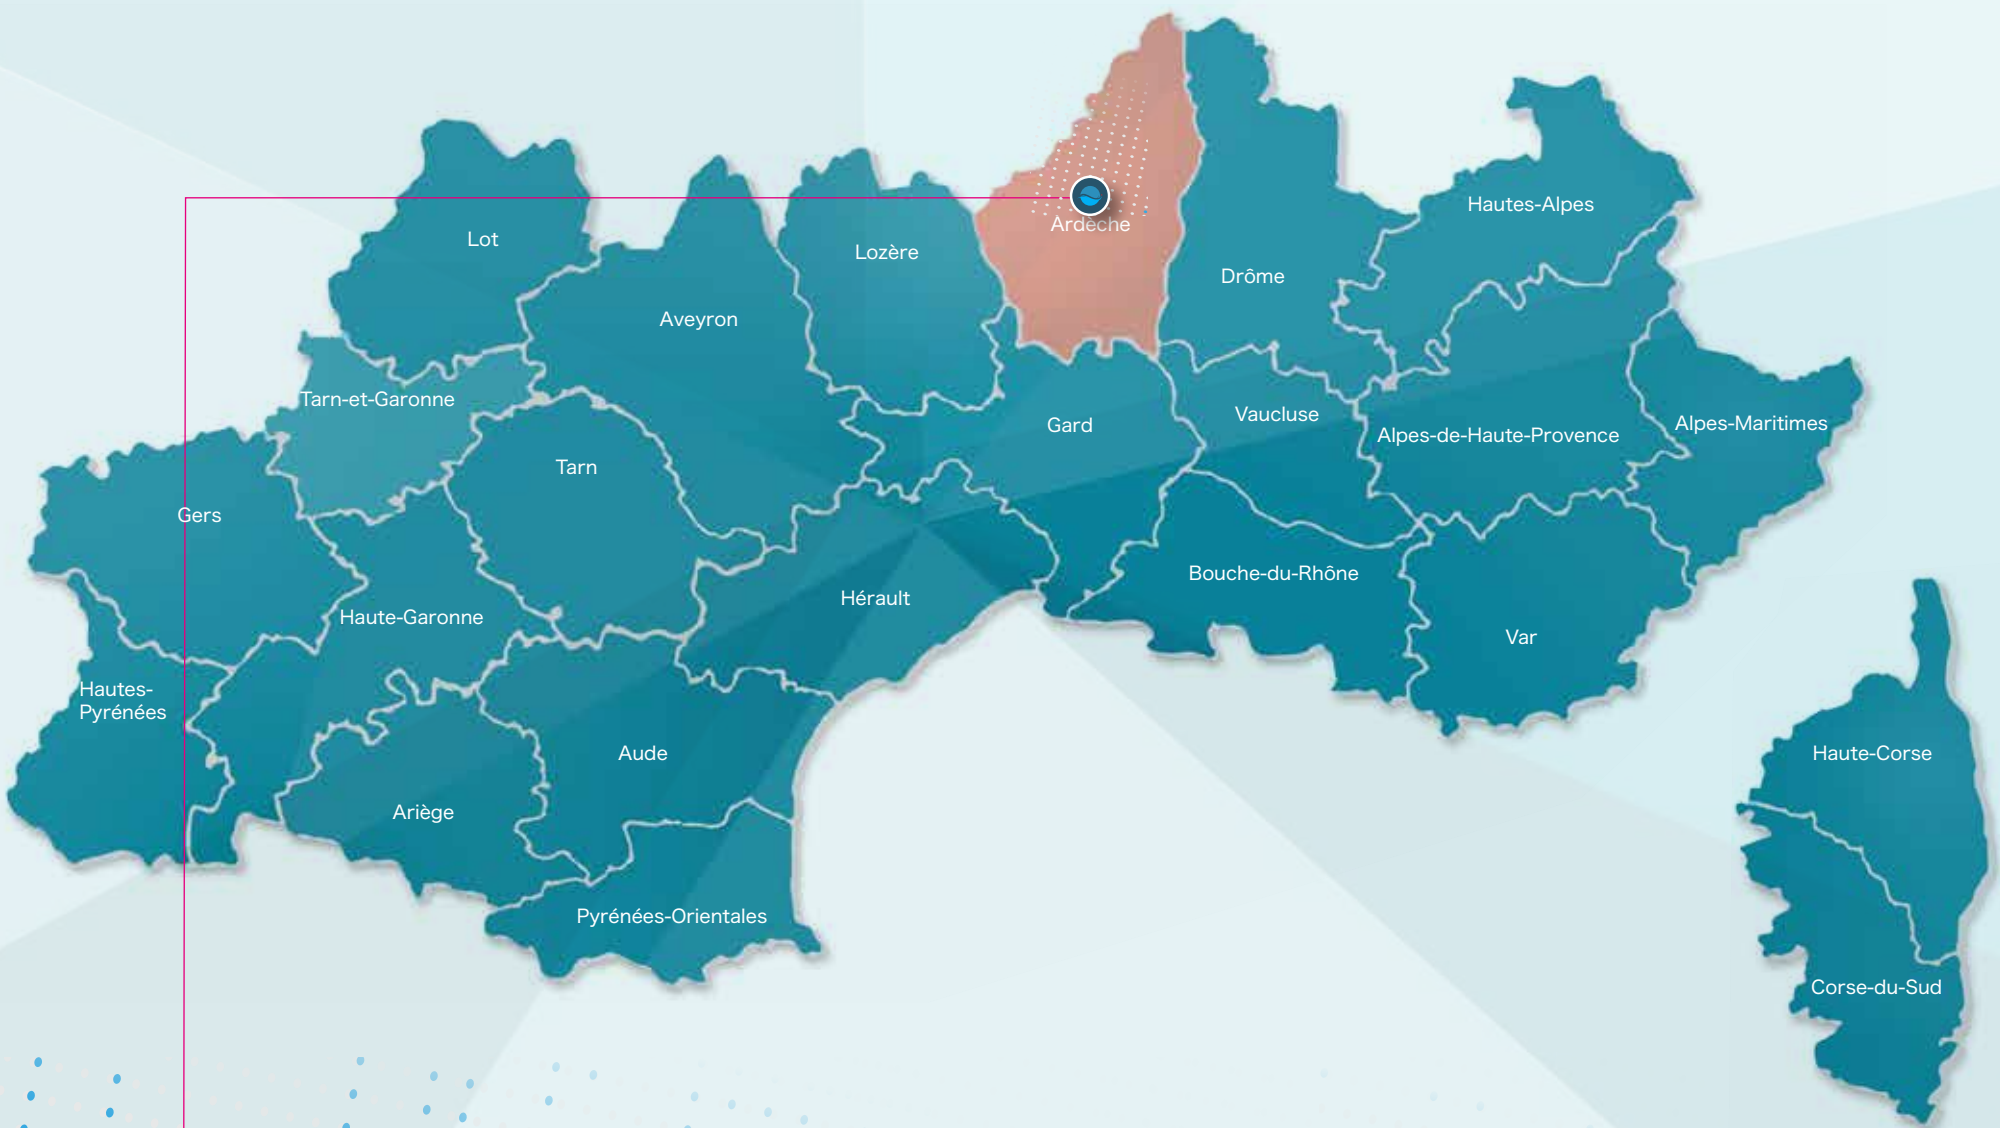 Hautes-Alpes
Ardèche
Lot
Lozère
Drôme
Aveyron
Tarn-et-Garonne
Vaucluse
Alpes-Maritimes
Gard
Alpes-de-Haute-Provence
Tarn
Gers
Bouche-du-Rhône
Hérault
Haute-Garonne
Var
Hautes-
Pyrénées
Aude
Haute-Corse
Ariège
Pyrénées-Orientales
Corse-du-Sud